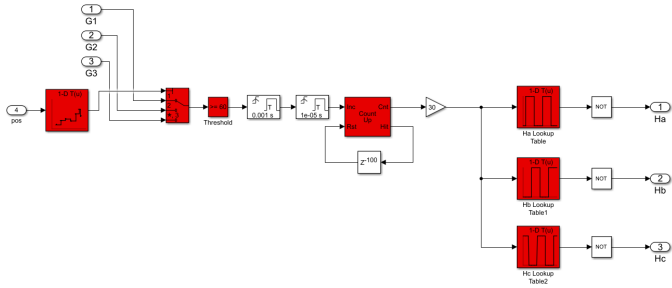 1
G1
2
G2
3
G3
4
pos
1-D T(u)
>= 60
Threshold
T
0.001 s
T
1e-05 s
Inc
Cnt
Count
Up
Rst
Hit
Z-100
30
1-D T(u)
Ha Lookup
Table
NOT
1
Ha
1-D T(u)
Hb Lookup
Table1
NOT
2
Hb
1-D T(u)
Hc Lookup
Table2
NOT
3
Hc